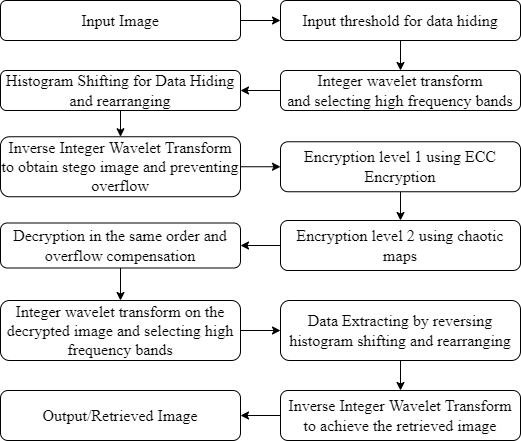 Input Image
Input threshold for data hiding
Integer wavelet transform
and selecting high frequency bands
Histogram Shifting for Data Hiding
and rearranging
Inverse Integer Wavelet Transform
to obtain stego image and preventing
overflow
Encryption level 1 using ECC
Encryption
Encryption level 2 using chaotic
maps
Decryption in the same order and
overflow compensation
Integer wavelet transform on the
decrypted image and selecting high
frequency bands
Data Extracting by reversing
histogram shifting and rearranging
Inverse Integer Wavelet Transform
to achieve the retrieved image
Output/Retrieved Image